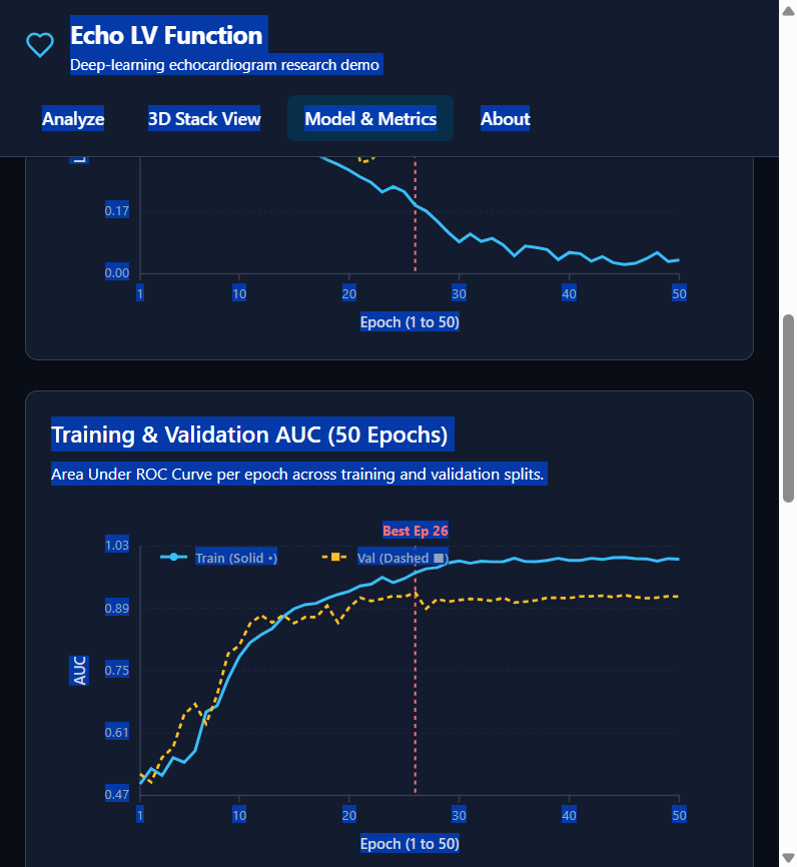 Echo LV Function
Deep-learning echocardiogram research demo
Analyze 3D Stack View Model & Metrics About
0.17
0.00
1 10 20 30 40 50
Epoch (1 to 50)
Training & Validation AUC (50 Epochs)
Area Under ROC Curve per epoch across training and validation splits.
Best Ep 26
Train (Solid •) Val (Dashed ■)
1.03
0.89
0.75
0.61
0.47
AUC
1 10 20 30 40 50
Epoch (1 to 50)